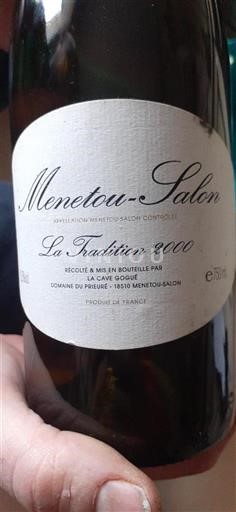 Menetou-Salon
APPELLATION MENETOU-SALON CONTRÔLÉE
La Tradition 2000
RÉCOLTÉ & MIS EN BOUTEILLE PAR
LA CAVE GOGUÉ
DOMAINE DU PRIEURÉ - 18510 MENETOU-SALON
PRODUIT DE FRANCE